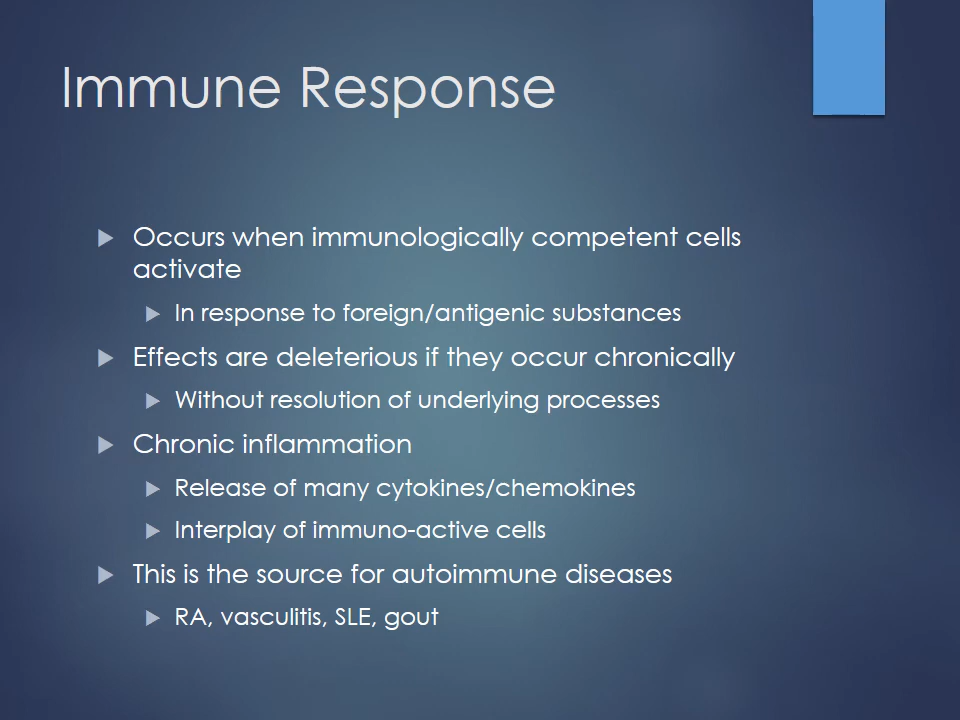 Immune Response
Occurs when immunologically competent cells
activate
In response to foreign/antigenic substances
Effects are deleterious if they occur chronically
Without resolution of underlying processes
Chronic inflammation
Release of many cytokines/chemokines
Interplay of immuno-active cells
This is the source for autoimmune diseases
RA, vasculitis, SLE, gout